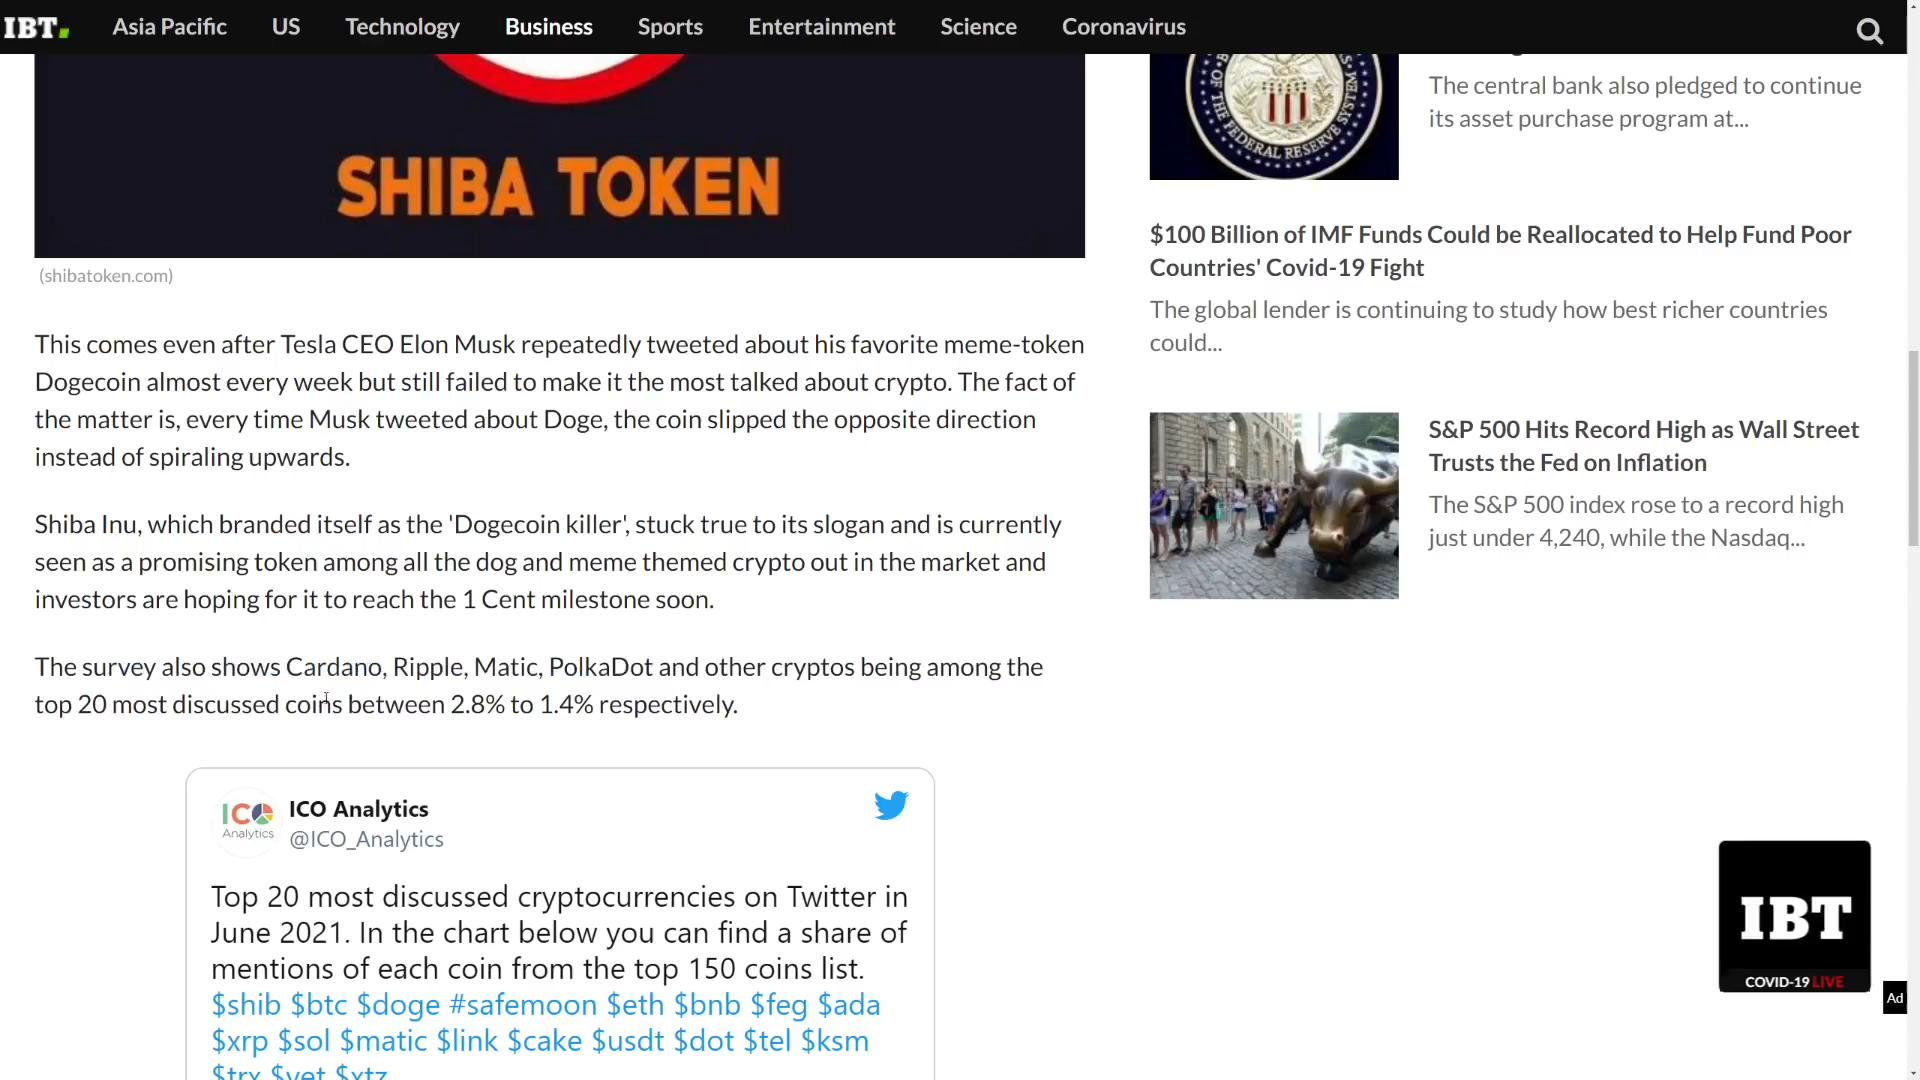 IBT.
Asia Pacific
US
Technology
Business
Sports
Entertainment
Science
Coronavirus
SHIBA TOKEN
(shibatoken.com)
This comes even after Tesla CEO Elon Musk repeatedly tweeted about his favorite meme-token
Dogecoin almost every week but still failed to make it the most talked about crypto. The fact of
the matter is, every time Musk tweeted about Doge, the coin slipped the opposite direction
instead of spiraling upwards.
Shiba Inu, which branded itself as the 'Dogecoin killer', stuck true to its slogan and is currently
seen as a promising token among all the dog and meme themed crypto out in the market and
investors are hoping for it to reach the 1 Cent milestone soon.
The survey also shows Cardano, Ripple, Matic, PolkaDot and other cryptos being among the
top 20 most discussed coins between 2.8% to 1.4% respectively.
ICO Analytics
ICO
Analytics
@ICO_Analytics
Top 20 most discussed cryptocurrencies on Twitter in
June 2021. In the chart below you can find a share of
mentions of each coin from the top 150 coins list.
$shib $btc $doge #safemoon $eth $bnb $feg $ada
$xrp $sol $matic $link $cake $usdt $dot $tel $ksm
$trx $vet $xtz
OF THE FEDERAL RESERVE SYSTEM
The central bank also pledged to continue
its asset purchase program at...
$100 Billion of IMF Funds Could be Reallocated to Help Fund Poor
Countries' Covid-19 Fight
The global lender is continuing to study how best richer countries
could...
S&P 500 Hits Record High as Wall Street
Trusts the Fed on Inflation
The S&P 500 index rose to a record high
just under 4,240, while the Nasdaq...
IBT
COVID-19 LIVE
Ad